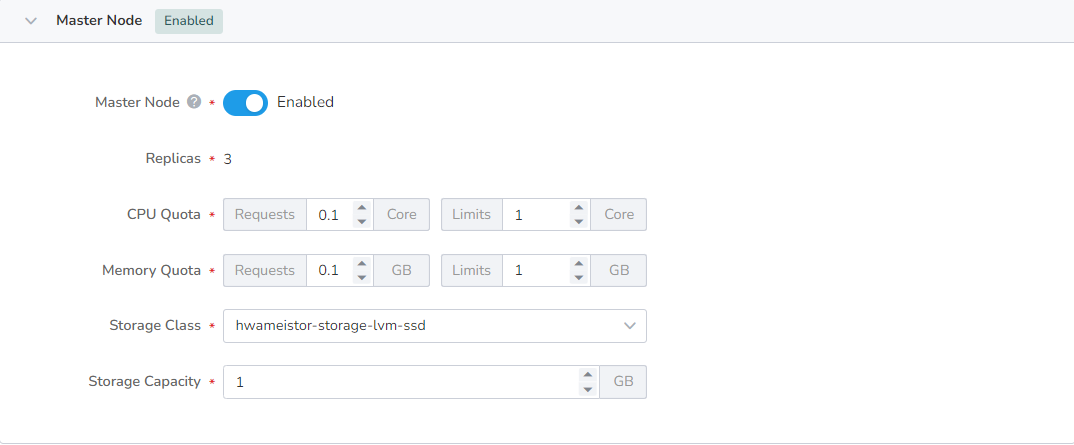 Master Node Enabled
Master Node ? * Enabled
Replicas * 3
CPU Quota * Requests 0.1 Core Limits 1 Core
Memory Quota * Requests 0.1 GB Limits 1 GB
Storage Class * hwameistor-storage-lvm-ssd
Storage Capacity * 1 GB